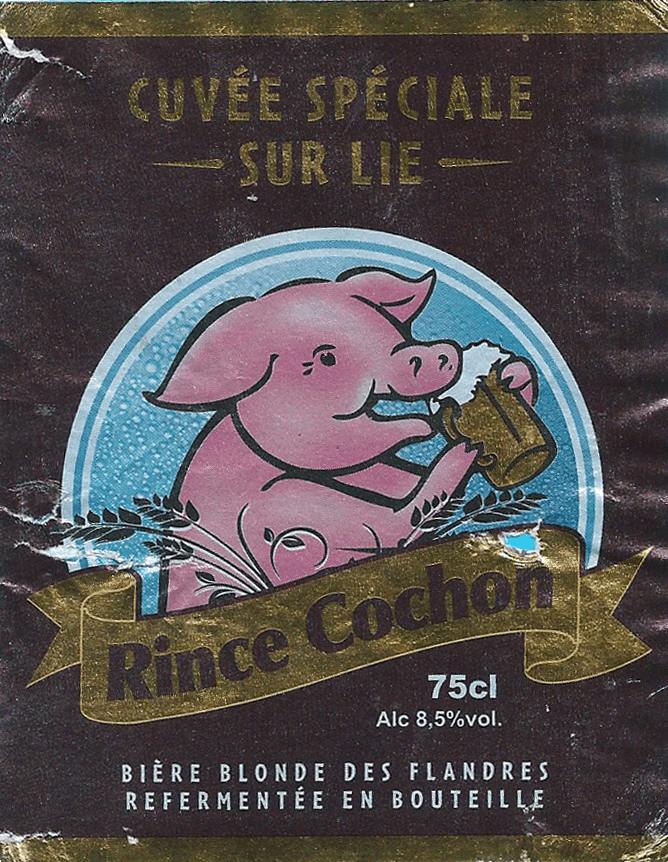 CUVÉE SPÉCIALE
SUR LIE
Rince Cochon
75cl
Alc 8,5%vol.
BIÈRE BLONDE DES FLANDRES
REFERMENTÉE EN BOUTEILLE